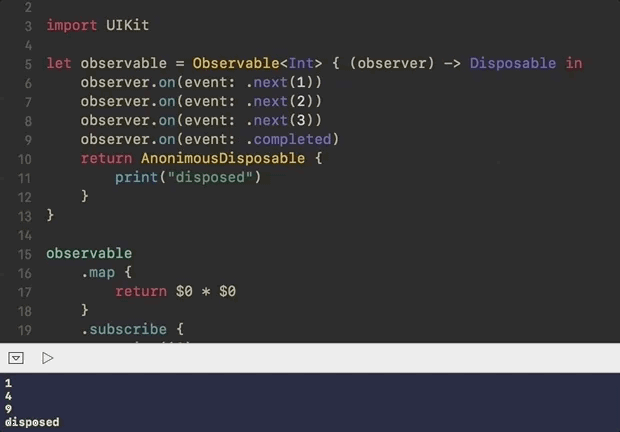 2
3 import UIKit
4
5 let observable = Observable<Int> { (observer) -> Disposable in
6 observer.on(event: .next(1))
7 observer.on(event: .next(2))
8 observer.on(event: .next(3))
9 observer.on(event: .completed)
10 return AnonimousDisposable {
11 print("disposed")
12 }
13 }
14
15 observable
16 .map {
17 return $0 * $0
18 }
19 .subscribe {
1
4
9
disposed